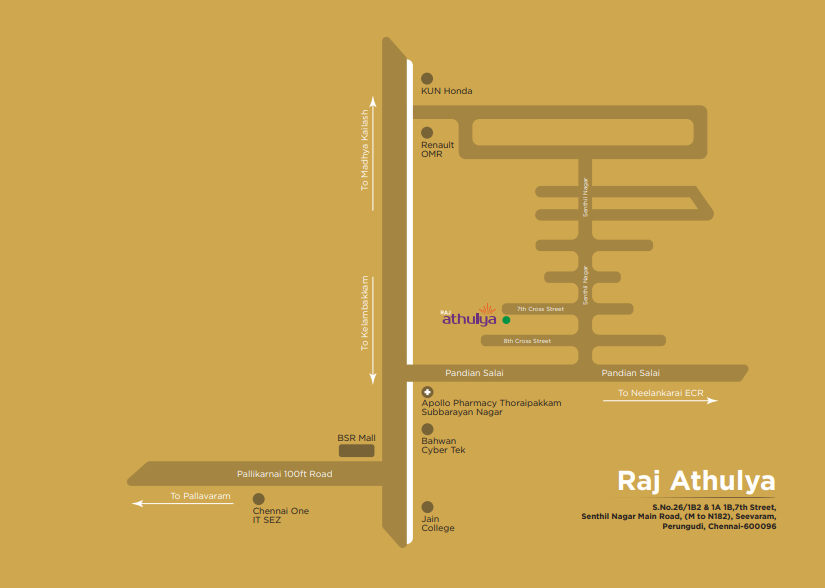 KUN Honda
To Madhya Kailash
Renault
OMR
Senthil Nagar
Senthil Nagar
To Kelambakkam
RAJ
athulya
7th Cross Street
8th Cross Street
Pandian Salai
Pandian Salai
To Neelankarai ECR
Apollo Pharmacy Thoraipakkam
Subbarayan Nagar
BSR Mall
Bahwan
Cyber Tek
Pallikarnai 100ft Road
To Pallavaram
Chennai One
IT SEZ
Jain
College
Raj Athulya
S.No.26/1B2 & 1A 1B,7th Street,
Senthil Nagar Main Road, (M to N182), Seevaram,
Perungudi, Chennai-600096